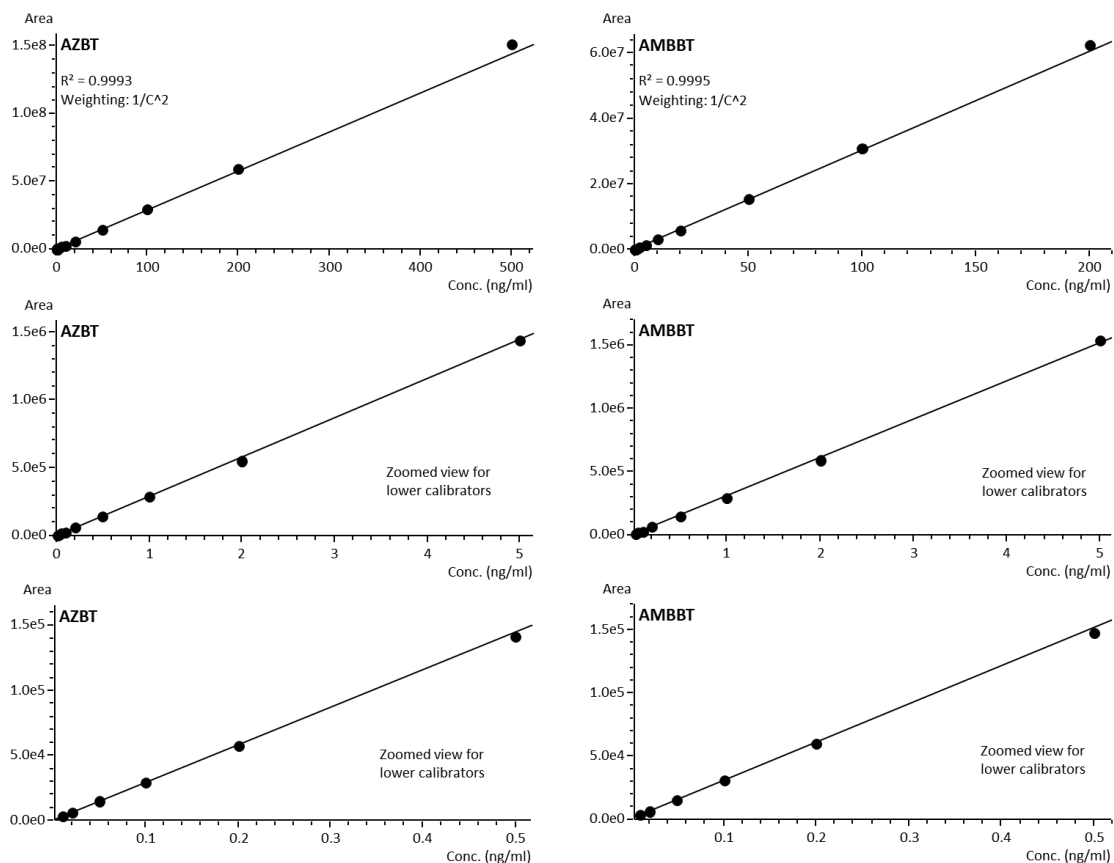 Area
AZBT
R² = 0.9993
Weighting: 1/C^2
1.5e8
1.0e8
5.0e7
0.0e0
0
100
200
300
400
500
Conc. (ng/ml)
Area
AMBBT
R² = 0.9995
Weighting: 1/C^2
6.0e7
4.0e7
2.0e7
0.0e0
0
50
100
150
200
Conc. (ng/ml)
Area
AZBT
1.5e6
1.0e6
5.0e5
0.0e0
Zoomed view for
lower calibrators
0
1
2
3
4
5
Conc. (ng/ml)
Area
AMBBT
1.5e6
1.0e6
5.0e5
0.0e0
Zoomed view for
lower calibrators
1
2
3
4
5
Conc. (ng/ml)
Area
AZBT
1.5e5
1.0e5
5.0e4
0.0e0
Zoomed view for
lower calibrators
0.1
0.2
0.3
0.4
0.5
Conc. (ng/ml)
Area
AMBBT
1.5e5
1.0e5
5.0e4
0.0e0
Zoomed view for
lower calibrators
0.1
0.2
0.3
0.4
0.5
Conc. (ng/ml)